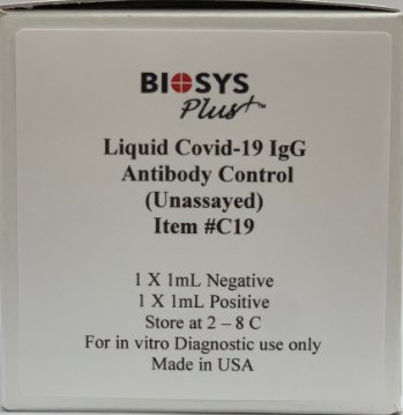 BIOSYS
Plus+™
Liquid Covid-19 IgG
Antibody Control
(Unassayed)
Item #C19
1 X 1mL Negative
1 X 1mL Positive
Store at 2 – 8 C
For in vitro Diagnostic use only
Made in USA